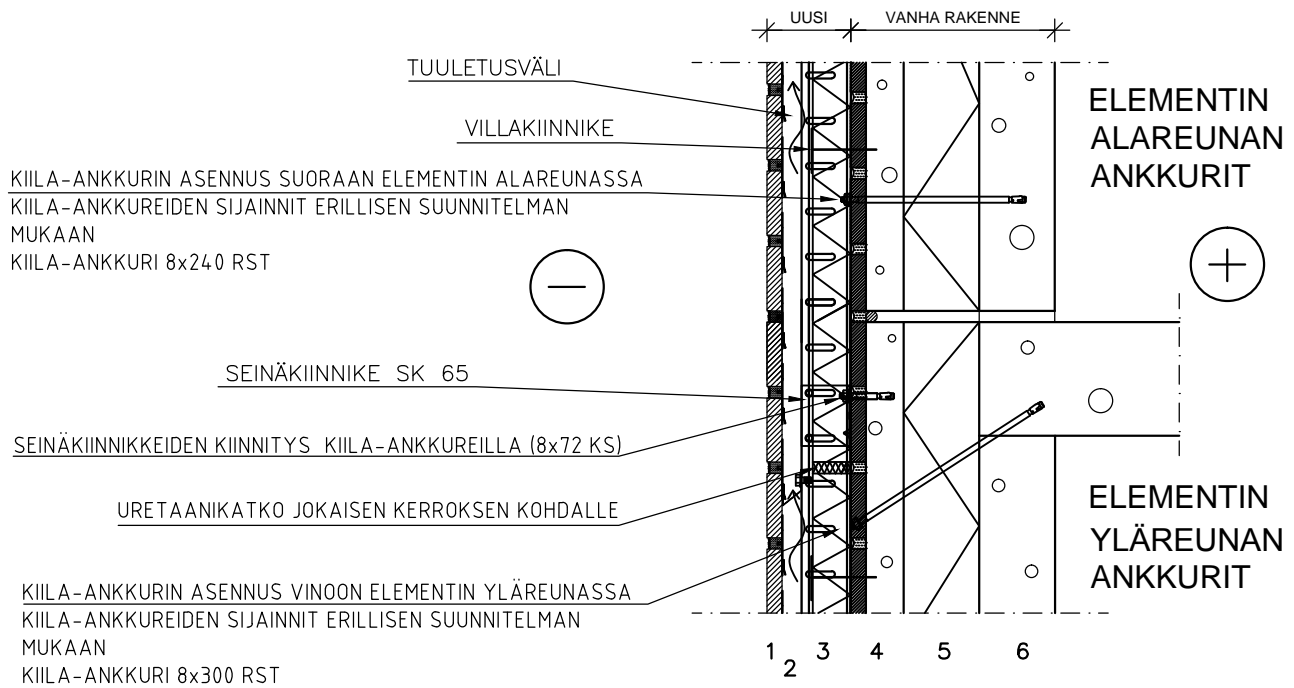 UUSI
VANHA RAKENNE
TUULETUSVÄLI
VILLAKIINNIKE
KIILA-ANKKURIN ASENNUS SUORAAN ELEMENTIN ALAREUNASSA
KIILA-ANKKUREIDEN SIJAINNIT ERILLISEN SUUNNITELMAN
MUKAAN
KIILA-ANKKURI 8x240 RST
ELEMENTIN
ALAREUNAN
ANKKURIT
SEINÄKIINNIKE SK 65
SEINÄKIINNIKKEIDEN KIINNITYS KIILA-ANKKUREILLA (8x72 KS)
URETAANIKATKO JOKAISEN KERROKSEN KOHDALLE
ELEMENTIN
YLÄREUNAN
ANKKURIT
KIILA-ANKKURIN ASENNUS VINOON ELEMENTIN YLÄREUNASSA
KIILA-ANKKUREIDEN SIJAINNIT ERILLISEN SUUNNITELMAN
MUKAAN
KIILA-ANKKURI 8x300 RST
1 2 3 4 5 6